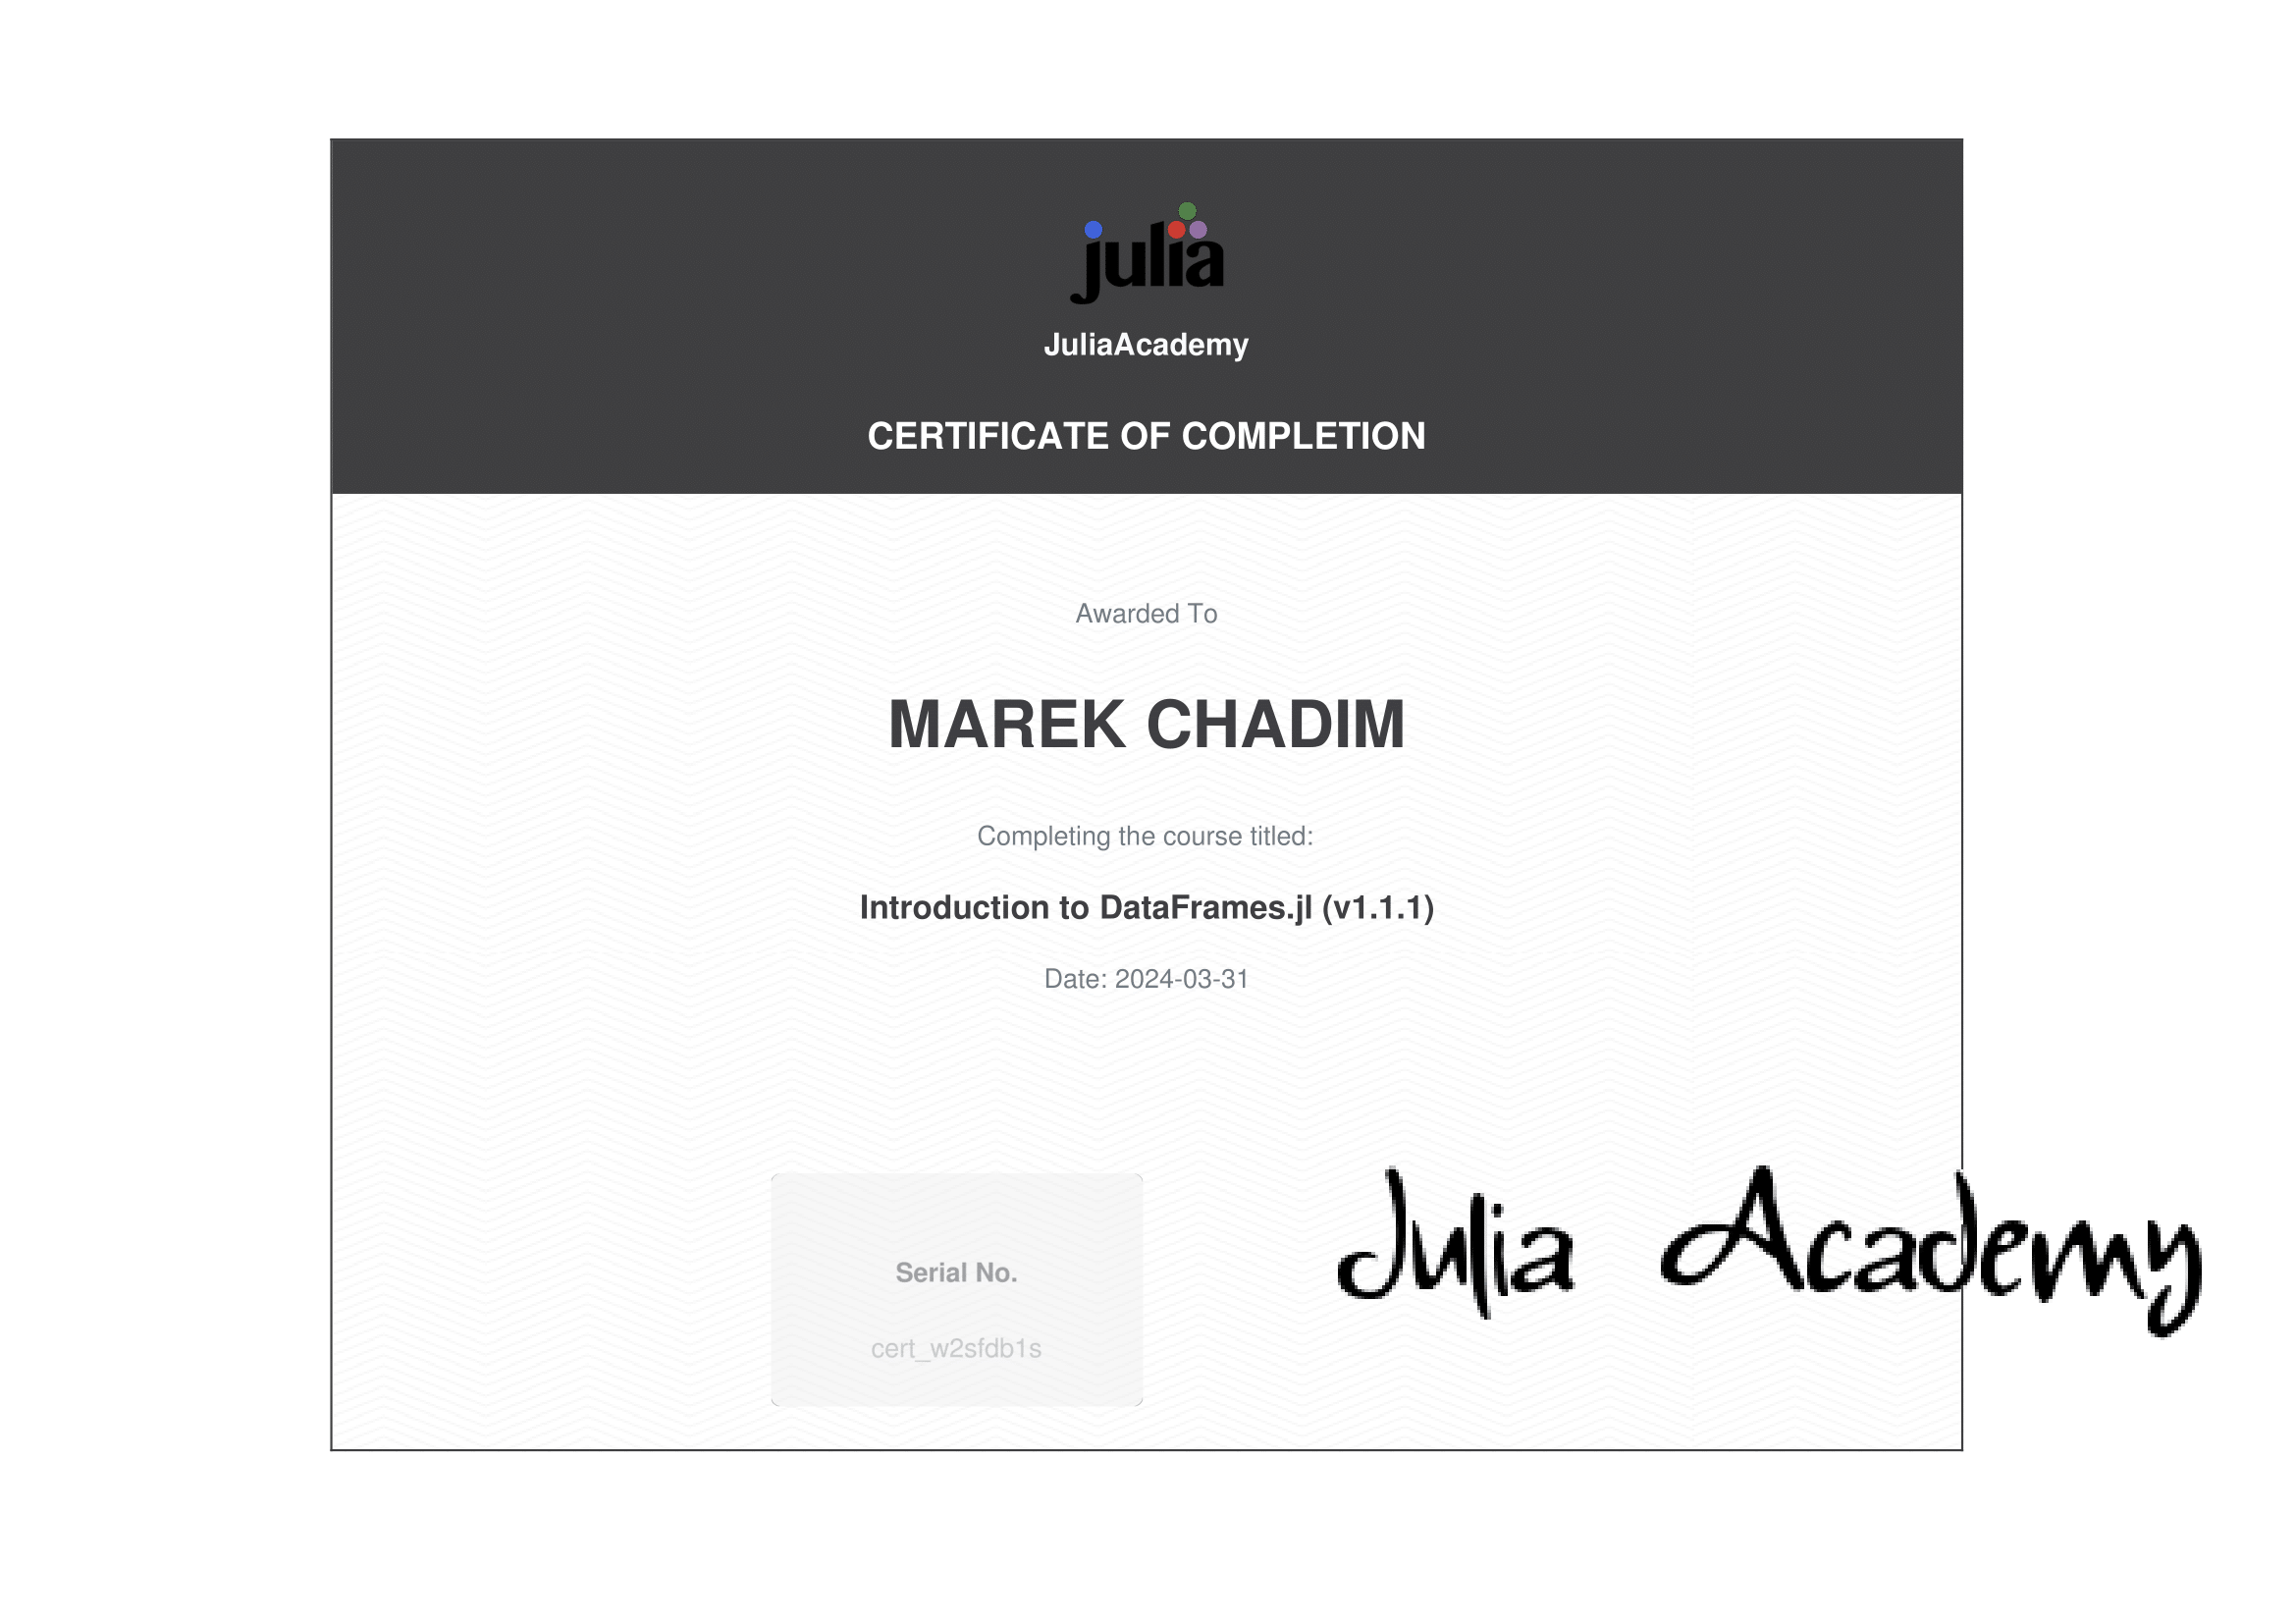 julia
JuliaAcademy
CERTIFICATE OF COMPLETION
Awarded To
MAREK CHADIM
Completing the course titled:
Introduction to DataFrames.jl (v1.1.1)
Date: 2024-03-31
Serial No.
cert_w2sfdb1s
Julia Academy